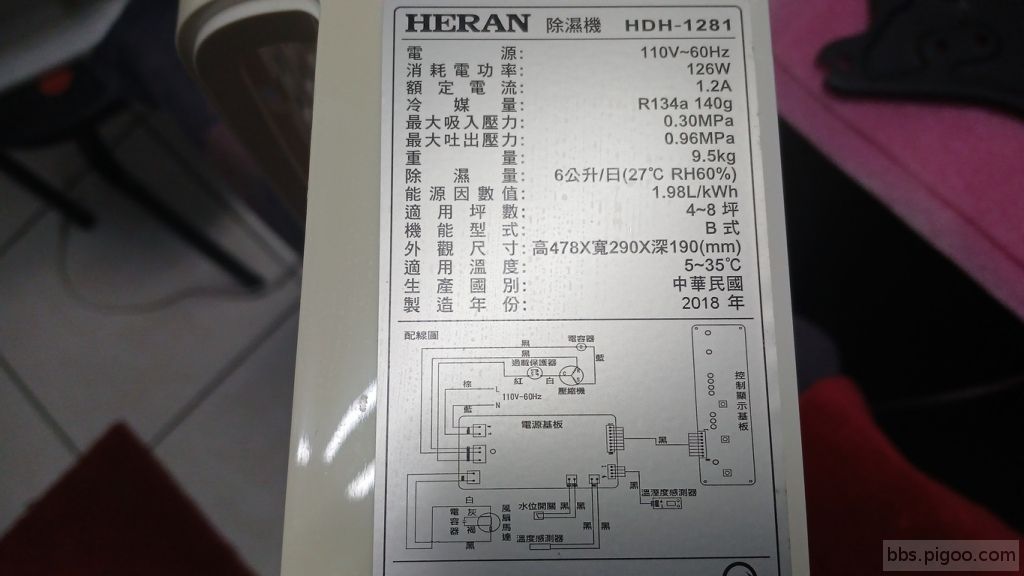 HERAN 除濕機 HDH-1281
電源: 110V~60Hz
消耗電功率: 126W
額定電流: 1.2A
冷媒量: R134a 140g
最大吸入壓力: 0.30MPa
最大吐出壓力: 0.96MPa
重量: 9.5kg
除濕量: 6公升/日(27℃ RH60%)
能源因數值: 1.98L/kWh
適用坪數: 4~8 坪
機能型式: B 式
外觀尺寸: 高478X寬290X深190(mm)
適用溫度: 5~35℃
生產國別: 中華民國
製造年份: 2018 年
配線圖
黑
電容器
黑
藍
過載保護器
紅
白
壓縮機
棕
L
110V-60Hz
藍
N
電源基板
控制顯示基板
黑
黑
溫溼度感測器
白
電容器
灰
褐
黑
風扇馬達
水位開關
黑
黑
黑
黑
溫度感測器
bbs.pigoo.com